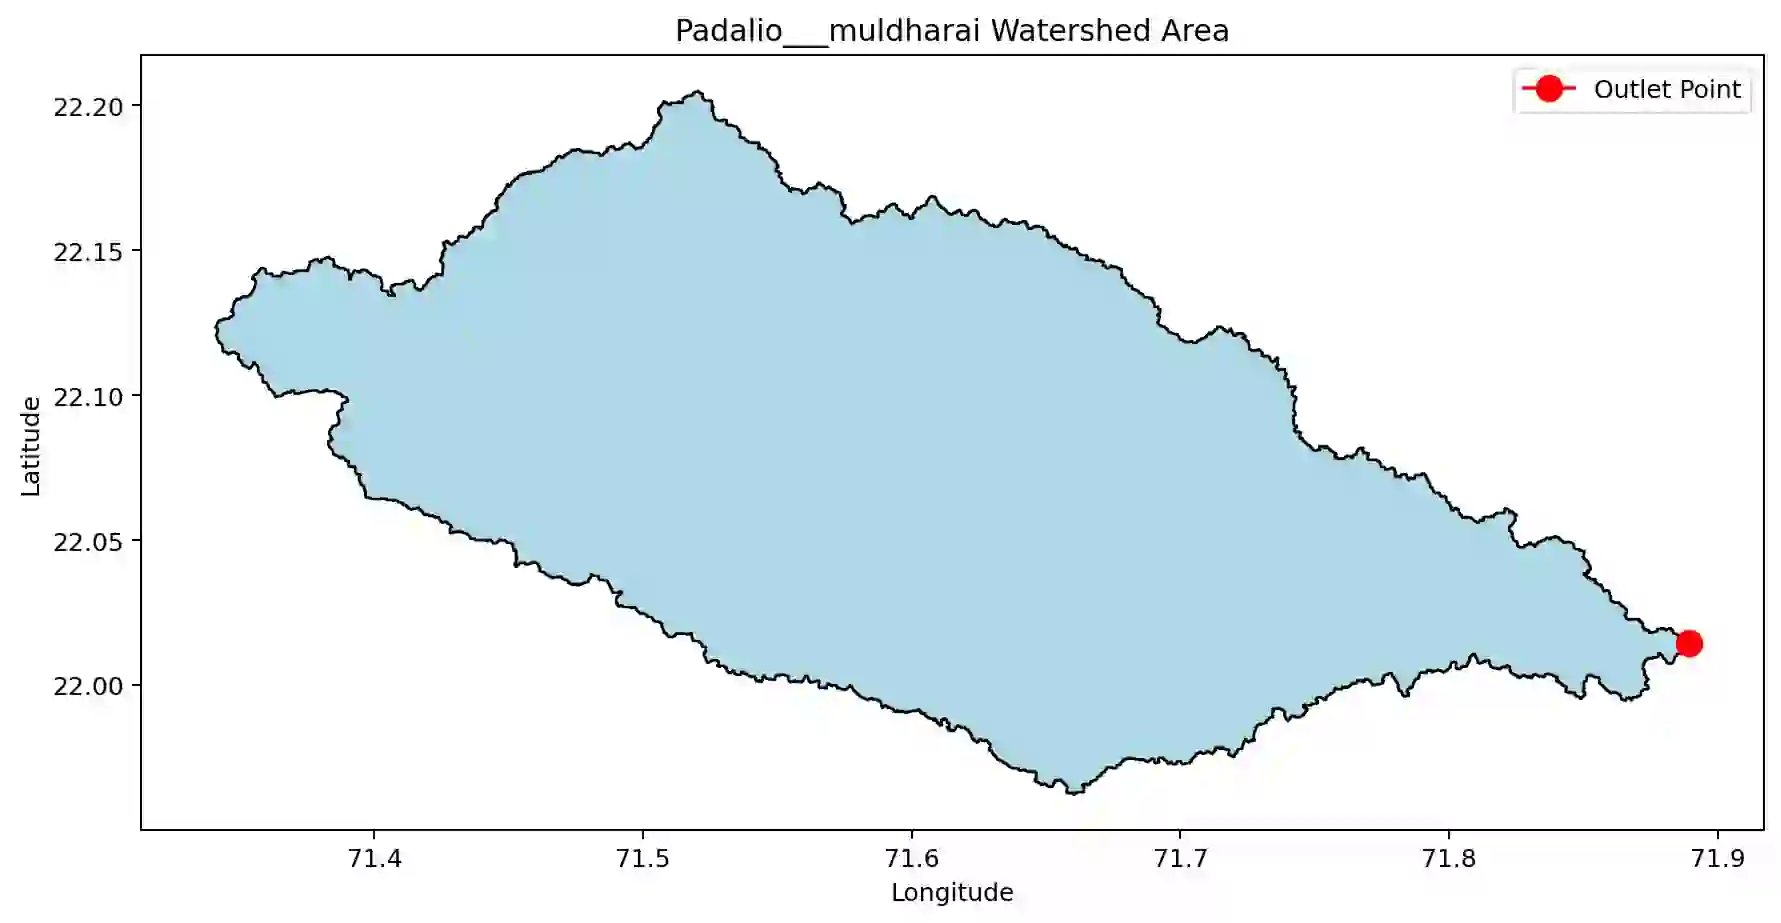 Padalio___muldharai Watershed Area
Outlet Point
22.20
22.15
22.10
22.05
22.00
Latitude
71.4 71.5 71.6 71.7 71.8 71.9
Longitude